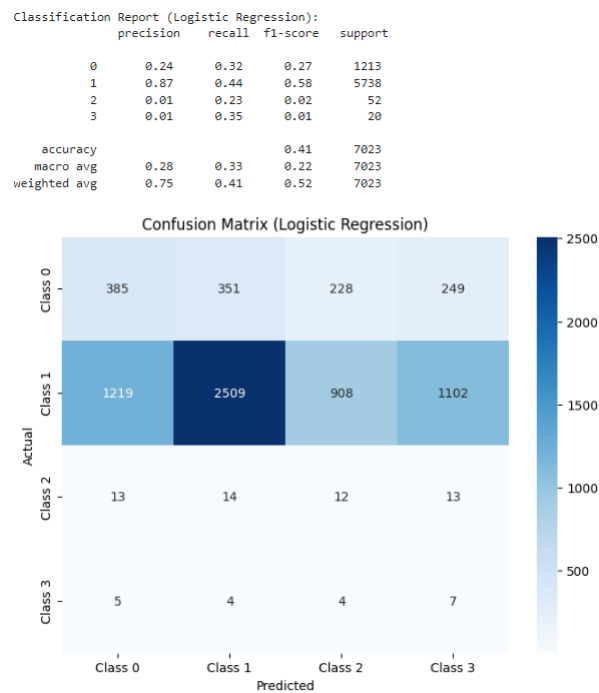 Classification Report (Logistic Regression):
precision recall f1-score support
0 0.24 0.32 0.27 1213
1 0.87 0.44 0.58 5738
2 0.01 0.23 0.02 52
3 0.01 0.35 0.01 20
accuracy 0.41 7023
macro avg 0.28 0.33 0.22 7023
weighted avg 0.75 0.41 0.52 7023
Confusion Matrix (Logistic Regression)
Class 0 385 351 228 249
Class 1 1219 2509 908 1102
Class 2 13 14 12 13
Class 3 5 4 4 7
Actual
Class 0 Class 1 Class 2 Class 3
Predicted
2500
2000
1500
1000
500